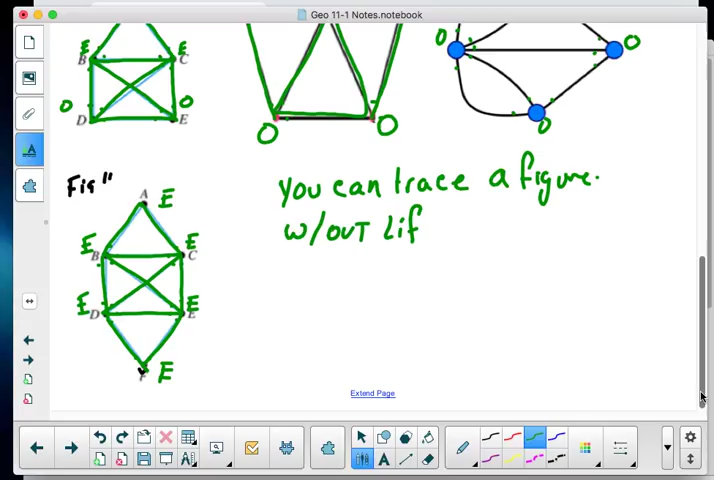 Geo 11-1 Notes.notebook
E
B
E
C
O
D
O
E
O
O
O
O
O
Fig"
A E
E B
E C
E D
E
E
you can trace a figure.
w/out Lif
Extend Page
A